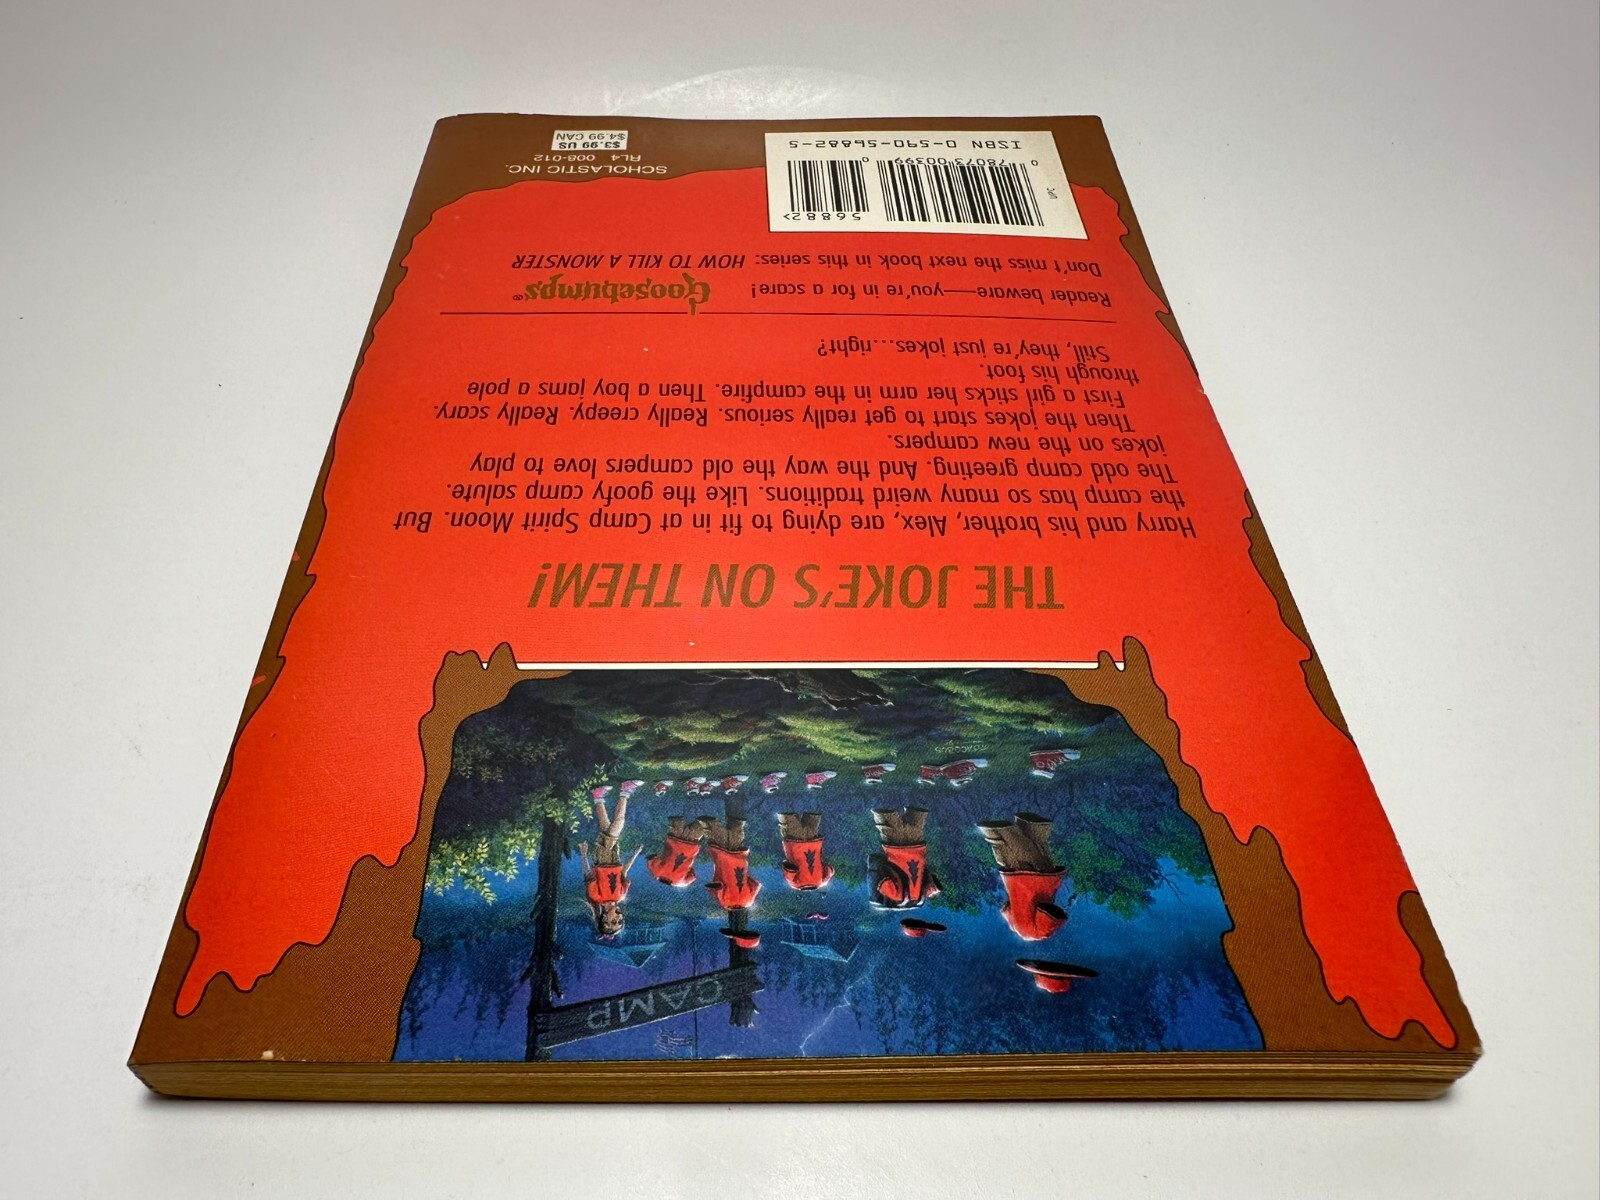 CAMP
THE JOKE'S ON THEM!
Harry and his brother, Alex, are dying to fit in at Camp Spirit Moon. But
the camp has so many weird traditions. Like the goofy camp salute.
The odd camp greeting. And the way the old campers love to play
jokes on the new campers.
Then the jokes start to get really serious. Really creepy. Really scary.
First a girl sticks her arm in the campfire. Then a boy jams a pole
through his foot.
Still, they're just jokes...right?
Reader beware—you're in for a scare! Goosebumps®
Don't miss the next book in this series: HOW TO KILL A MONSTER
UPC
0 78073 00399 0
56882>
ISBN 0-590-56882-5
SCHOLASTIC INC.
RL4 008-012
$3.99 US
$4.99 CAN